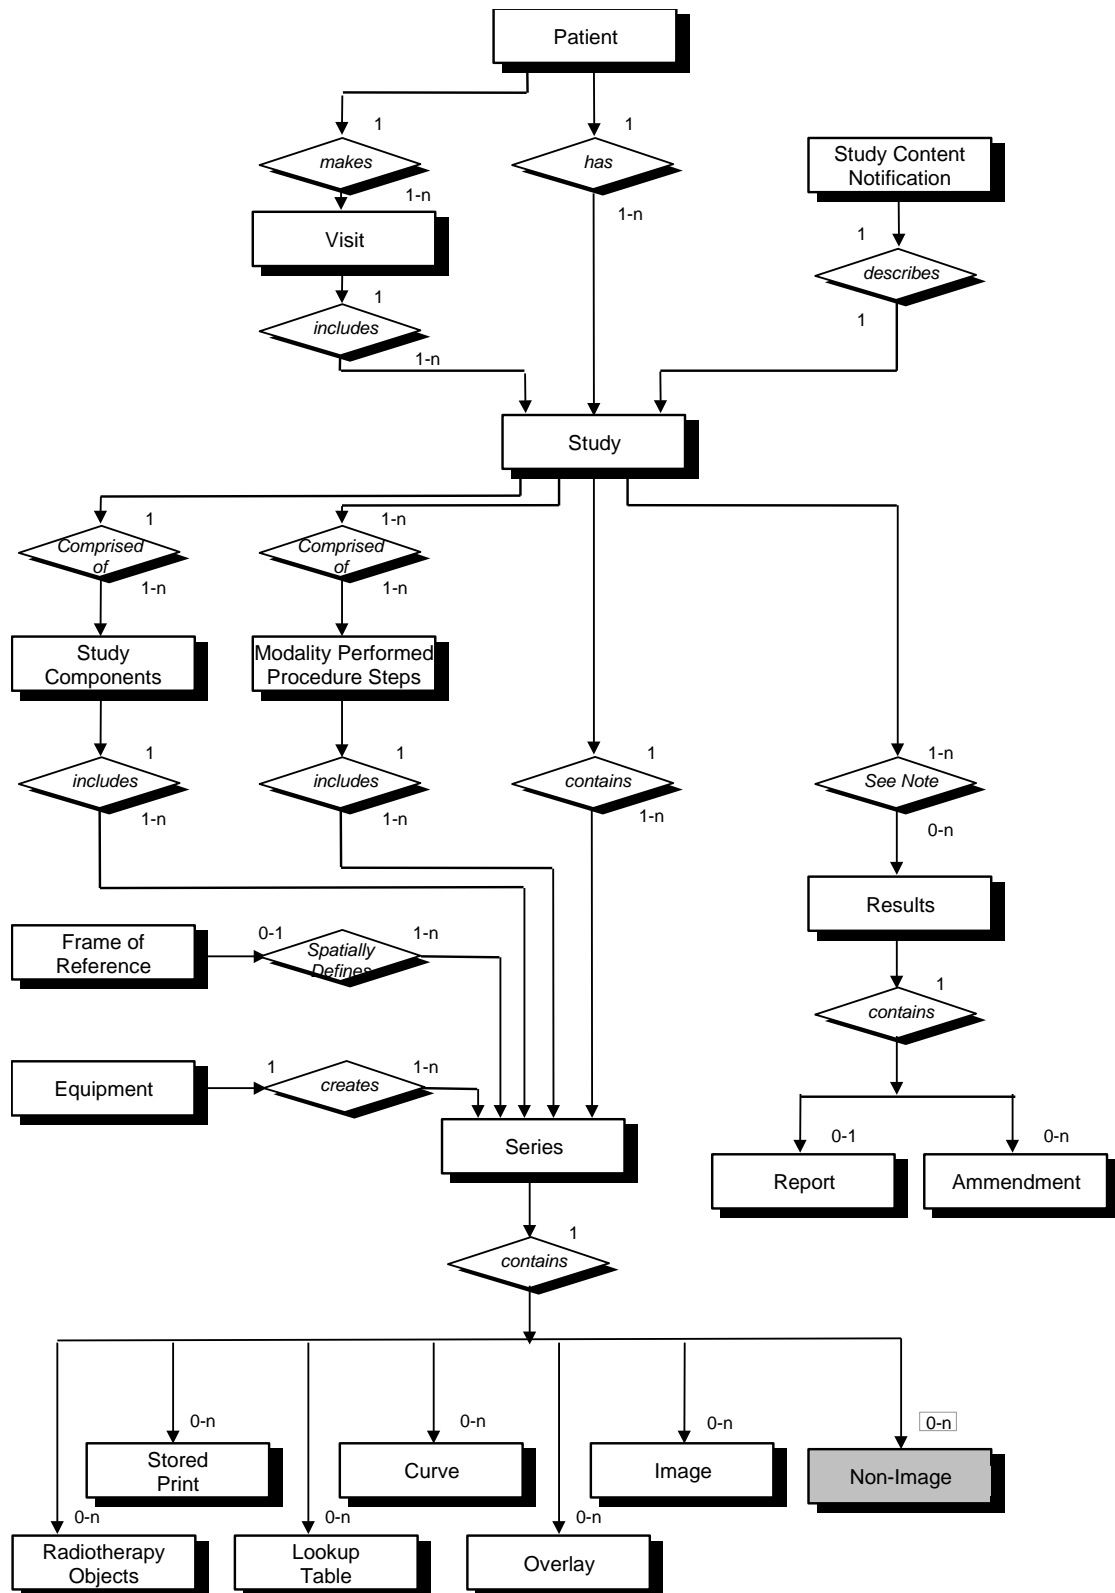 Patient
1
1
makes
has
Study Content
Notification
1-n
1-n
Visit
1
describes
1
includes
1
1-n
Study
1
1-n
Comprised
of
Comprised
of
1-n
1-n
Study
Components
Modality Performed
Procedure Steps
1
1
1
1-n
includes
includes
contains
See Note
1-n
1-n
1-n
0-n
Results
Frame of
Reference
0-1
Spatially
Defines
1-n
1
contains
Equipment
1
creates
1-n
Series
0-1
0-n
Report
Ammendment
1
contains
0-n
0-n
0-n
0-n
Stored
Print
Curve
Image
Non-Image
0-n
0-n
0-n
Radiotherapy
Objects
Lookup
Table
Overlay